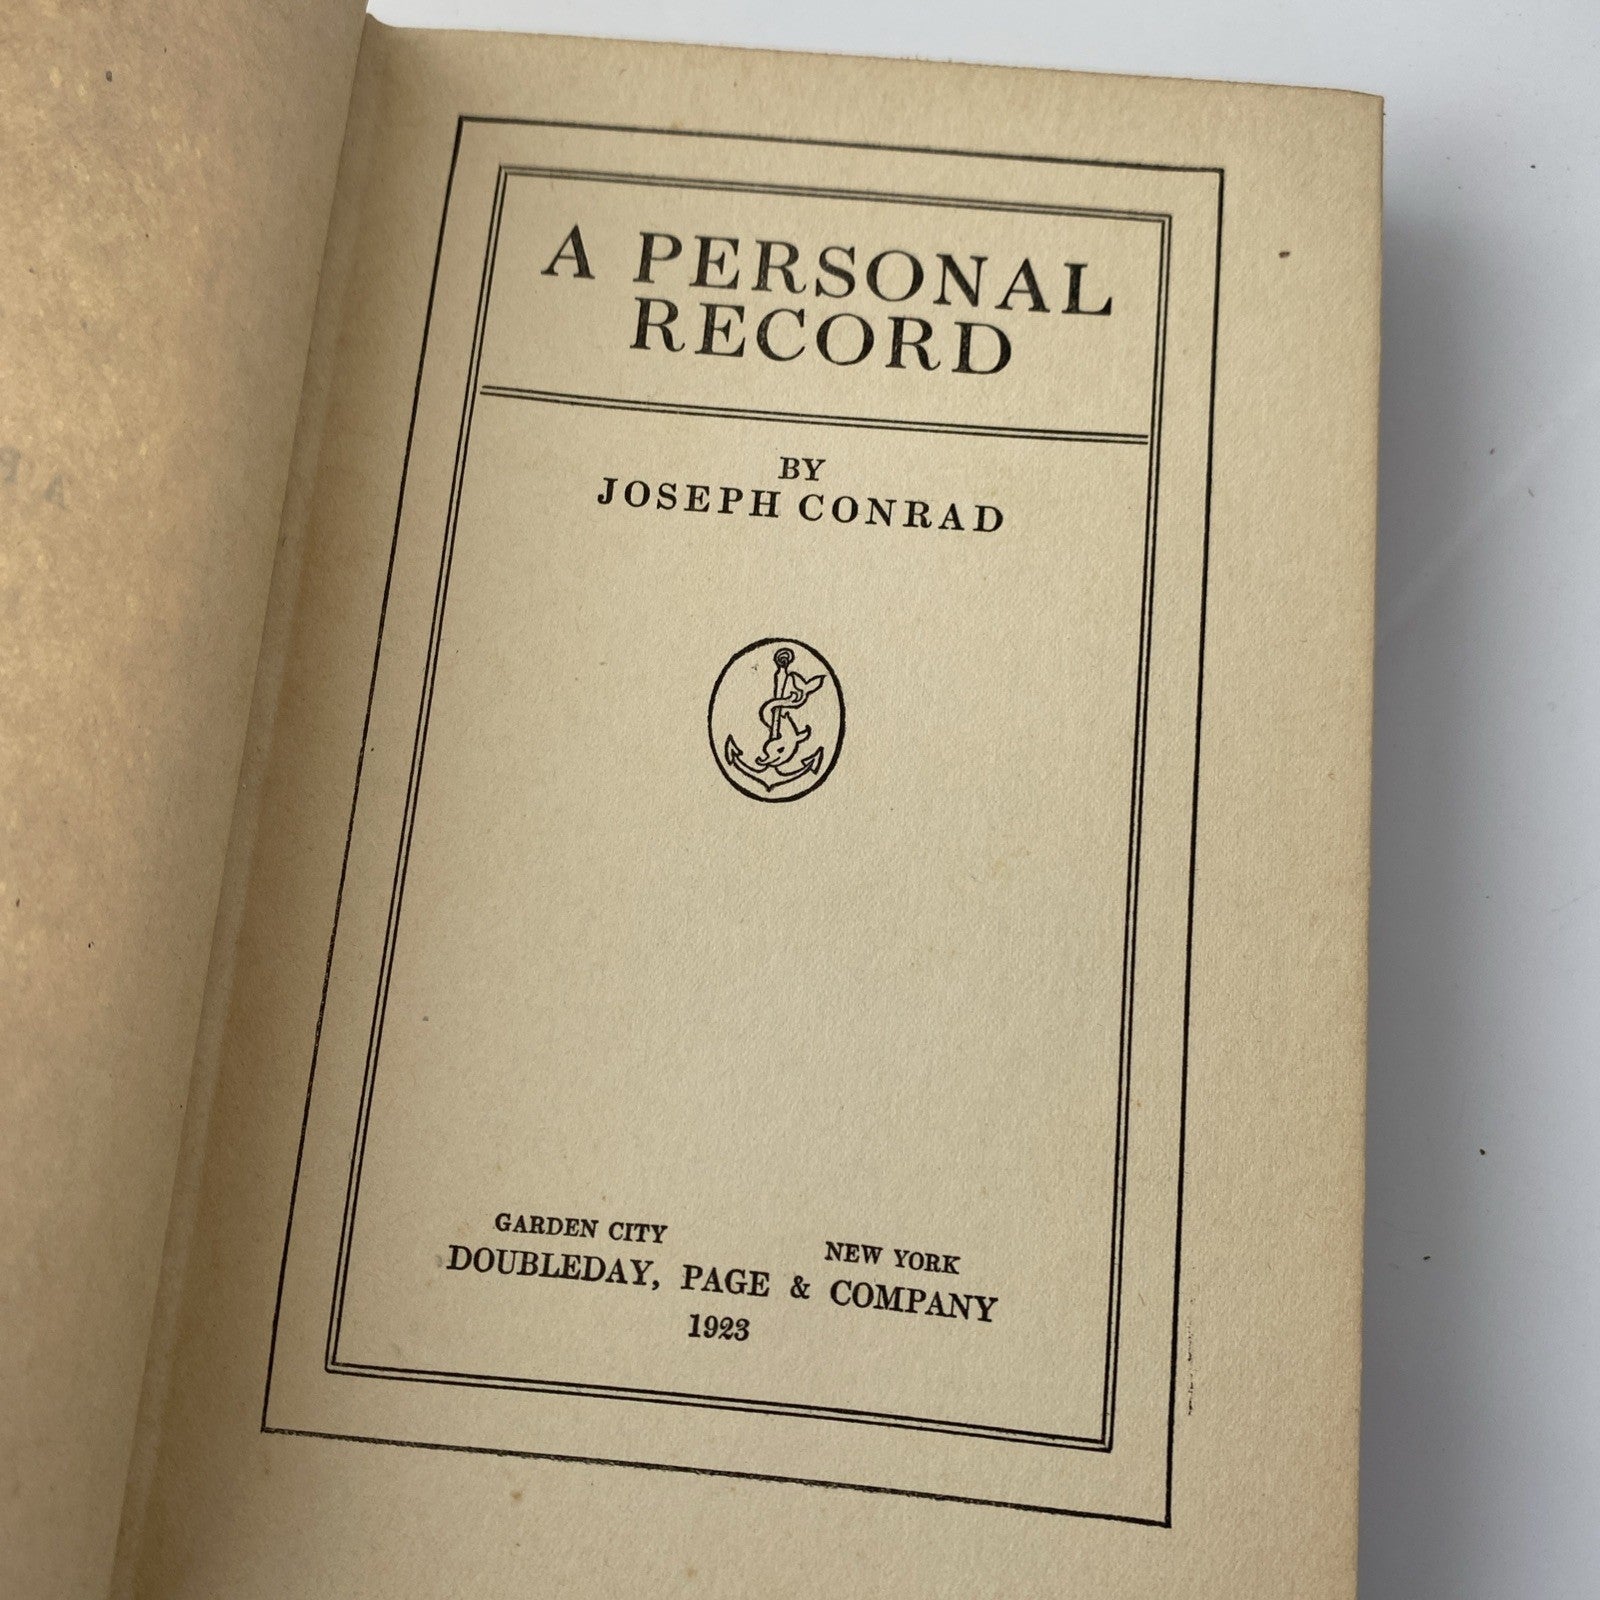 A PERSONAL
RECORD
BY
JOSEPH CONRAD
GARDEN CITY NEW YORK
DOUBLEDAY, PAGE & COMPANY
1923